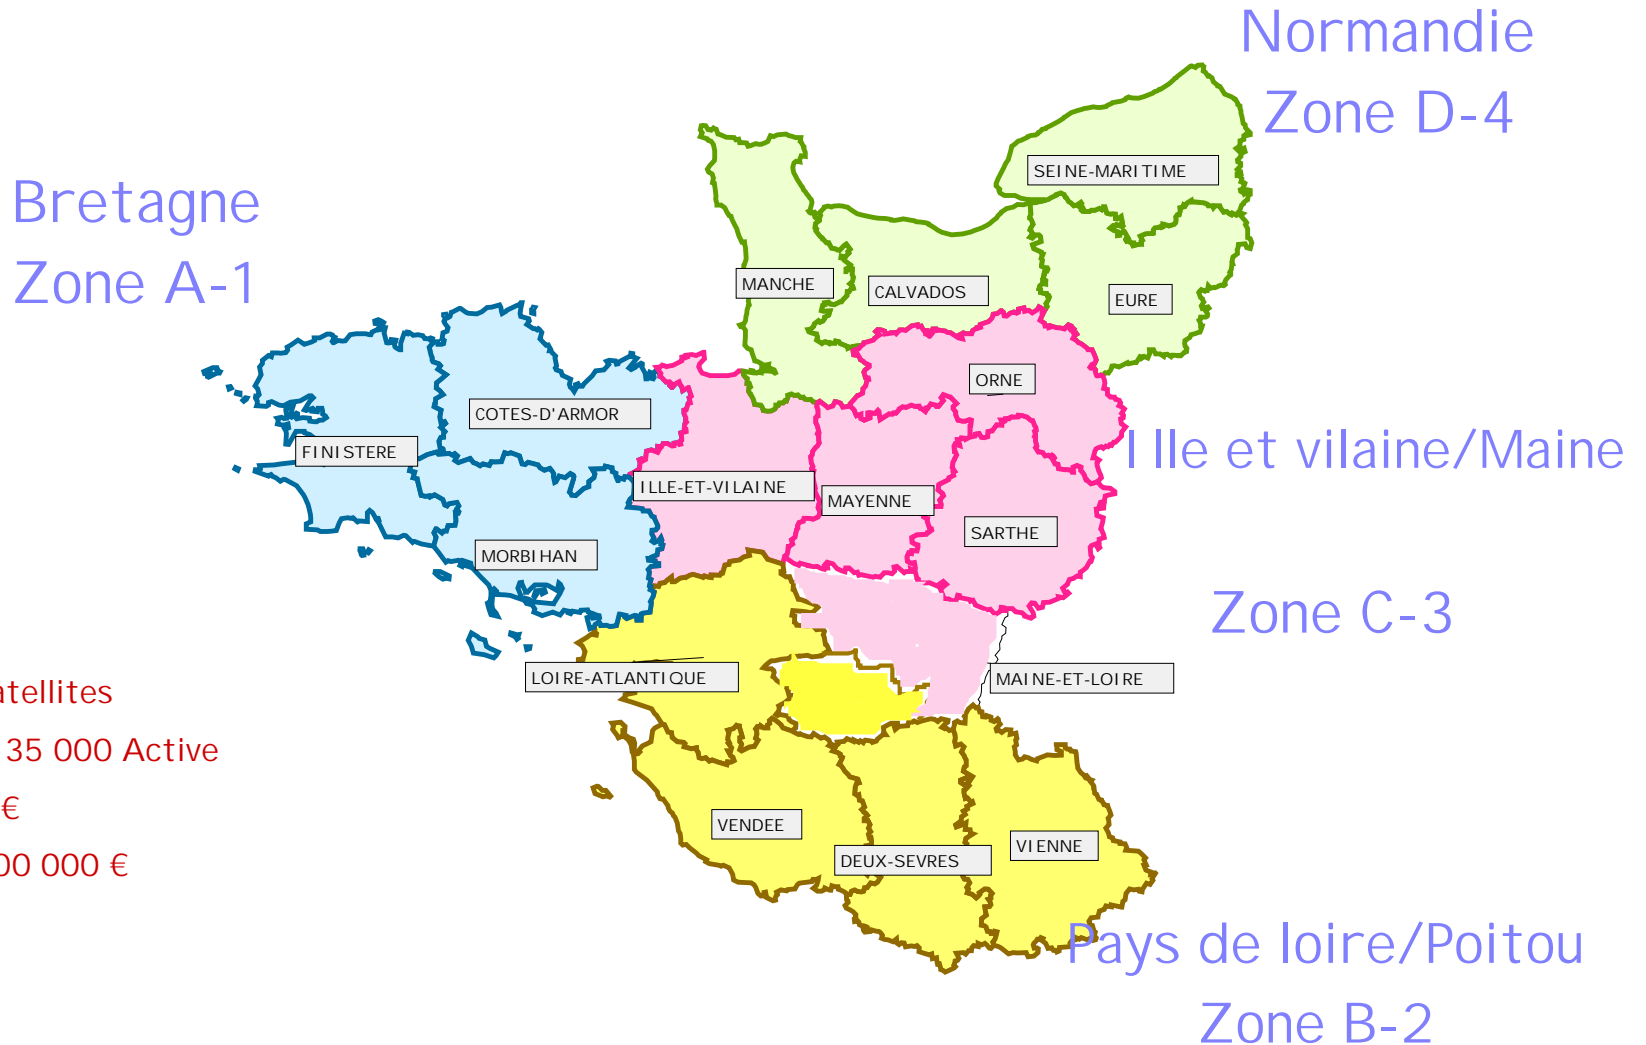 Normandie
Zone D-4
SEINE-MARITIME
Bretagne
Zone A-1
MANCHE
CALVADOS
EURE
ORNE
COTES-D'ARMOR
FINISTERE
Ille et vilaine/Maine
ILLE-ET-VILAINE
MAYENNE
SARTHE
MORBIHAN
Zone C-3
LOIRE-ATLANTIQUE
MAINE-ET-LOIRE
atellites
35 000 Active
€
00 000 €
VENDEE
DEUX-SEVRES
VIENNE
Pays de loire/Poitou
Zone B-2